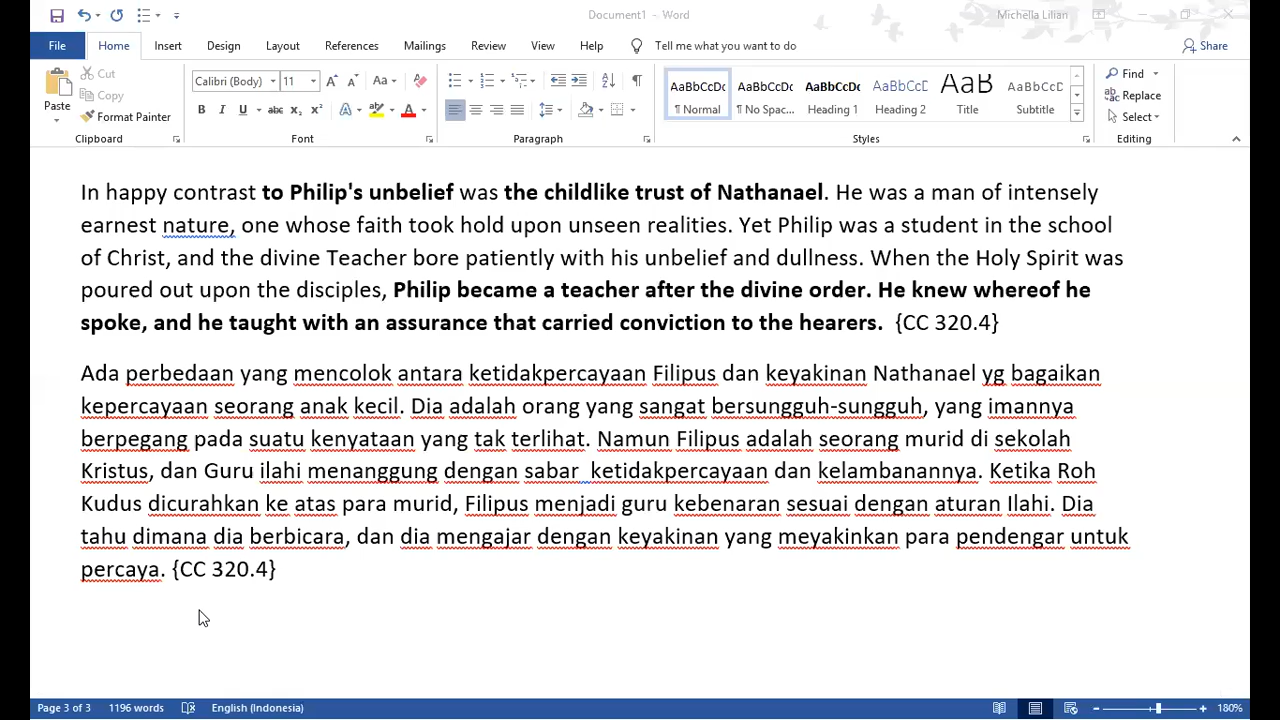 Document1 - Word
Michella Lilian
File Home Insert Design Layout References Mailings Review View Help Tell me what you want to do Share
Paste
Cut
Copy
Format Painter
Clipboard
Calibri (Body) 11
Font
Paragraph
AaBbCcDc AaBbCcDc AaBbCcDc AaBbCcD AaB AaBbCcD
¶ Normal ¶ No Spac... Heading 1 Heading 2 Title Subtitle
Styles
Find
Replace
Select
Editing
In happy contrast to Philip's unbelief was the childlike trust of Nathanael. He was a man of intensely
earnest nature, one whose faith took hold upon unseen realities. Yet Philip was a student in the school
of Christ, and the divine Teacher bore patiently with his unbelief and dullness. When the Holy Spirit was
poured out upon the disciples, Philip became a teacher after the divine order. He knew whereof he
spoke, and he taught with an assurance that carried conviction to the hearers. {CC 320.4}
Ada perbedaan yang mencolok antara ketidakpercayaan Filipus dan keyakinan Nathanael yg bagaikan
kepercayaan seorang anak kecil. Dia adalah orang yang sangat bersungguh-sungguh, yang imannya
berpegang pada suatu kenyataan yang tak terlihat. Namun Filipus adalah seorang murid di sekolah
Kristus, dan Guru ilahi menanggung dengan sabar ketidakpercayaan dan kelambanannya. Ketika Roh
Kudus dicurahkan ke atas para murid, Filipus menjadi guru kebenaran sesuai dengan aturan Ilahi. Dia
tahu dimana dia berbicara, dan dia mengajar dengan keyakinan yang meyakinkan para pendengar untuk
percaya. {CC 320.4}
Page 3 of 3 1196 words English (Indonesia) 180%